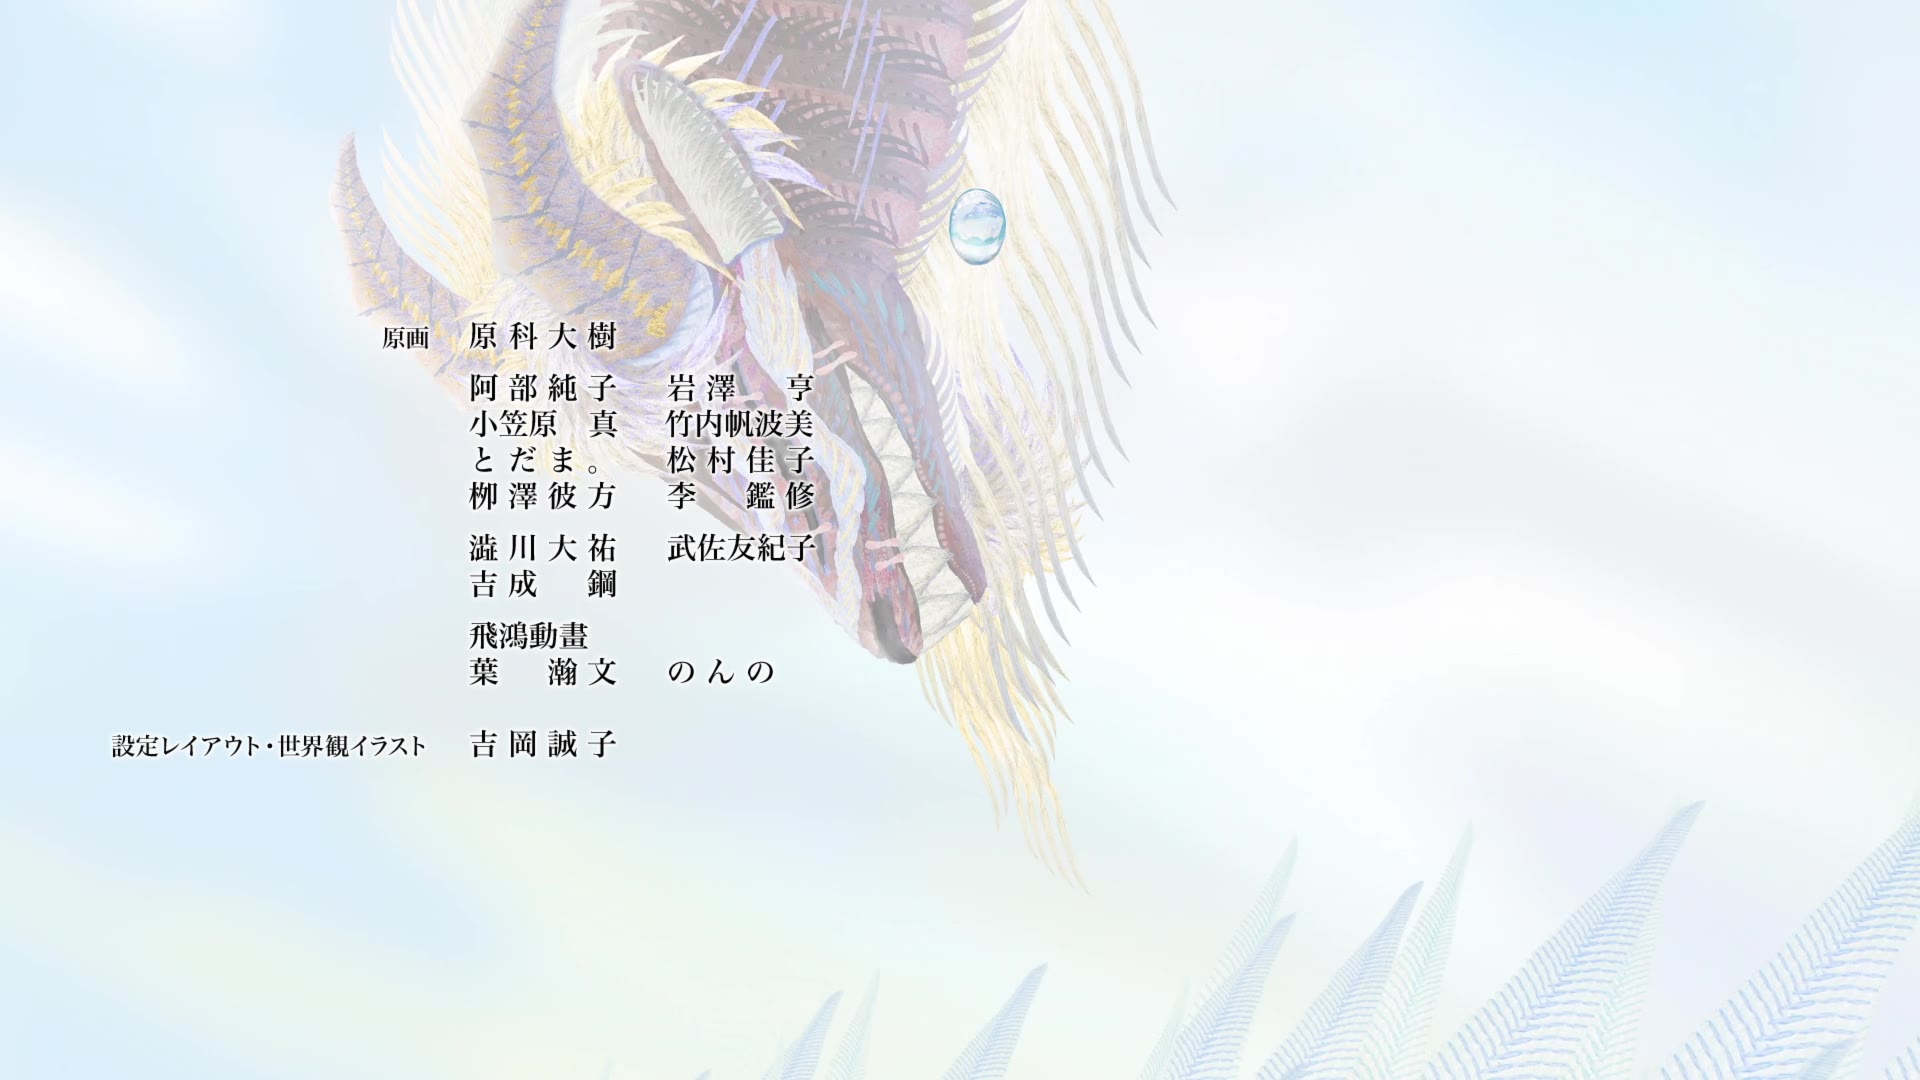 原画 原科大樹
阿部純子 岩澤 亨
小笠原 真 竹内帆波美
とだま。 松村佳子
柳澤彼方 李 鑑修
澁川大祐 武佐友紀子
吉成 鋼
飛鴻動畫
葉 瀚文 のんの
設定レイアウト・世界観イラスト 吉岡誠子